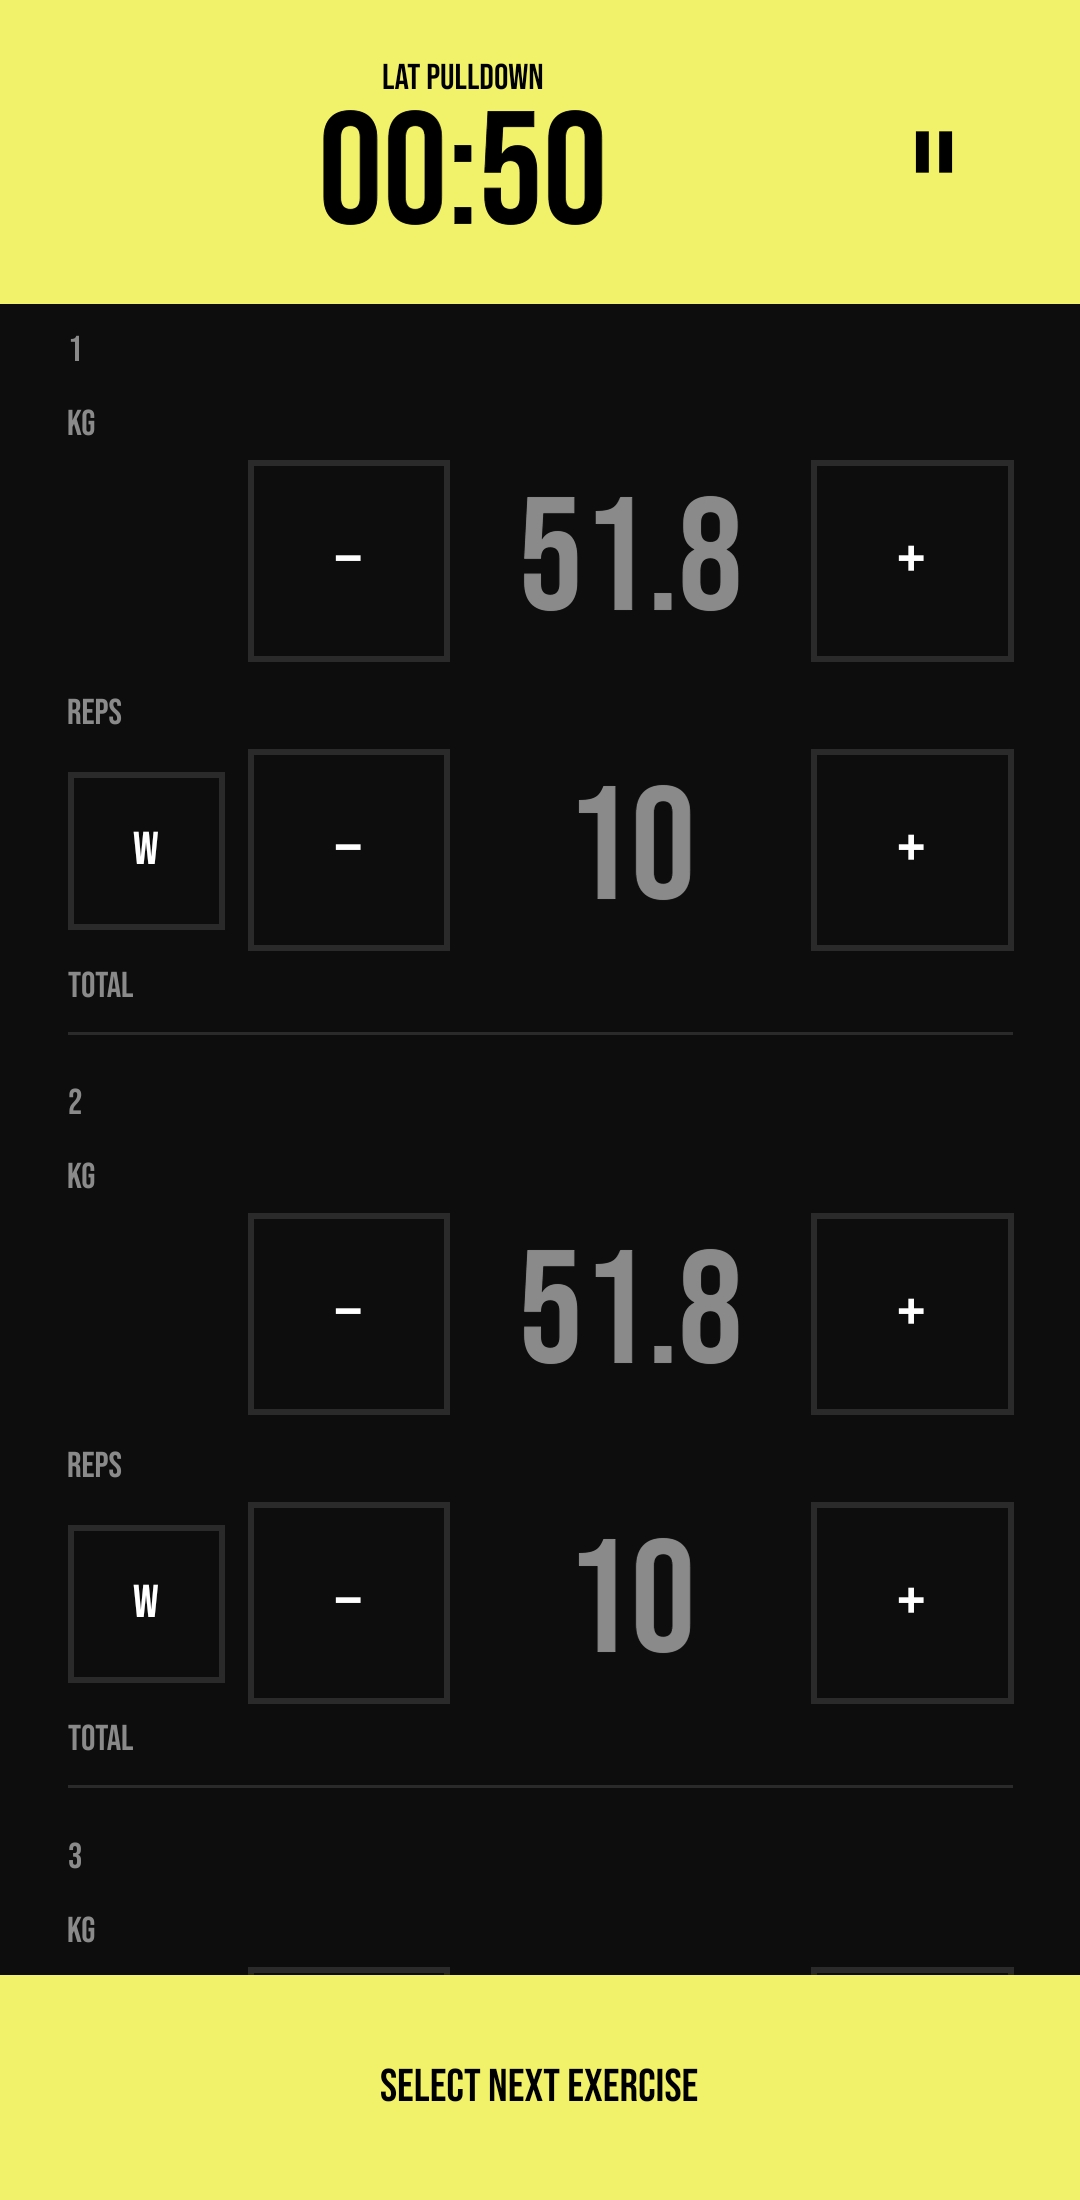 LAT PULLDOWN
00:50
1
KG
– 51.8 +
REPS
W – 10 +
TOTAL
2
KG
– 51.8 +
REPS
W – 10 +
TOTAL
3
KG
SELECT NEXT EXERCISE